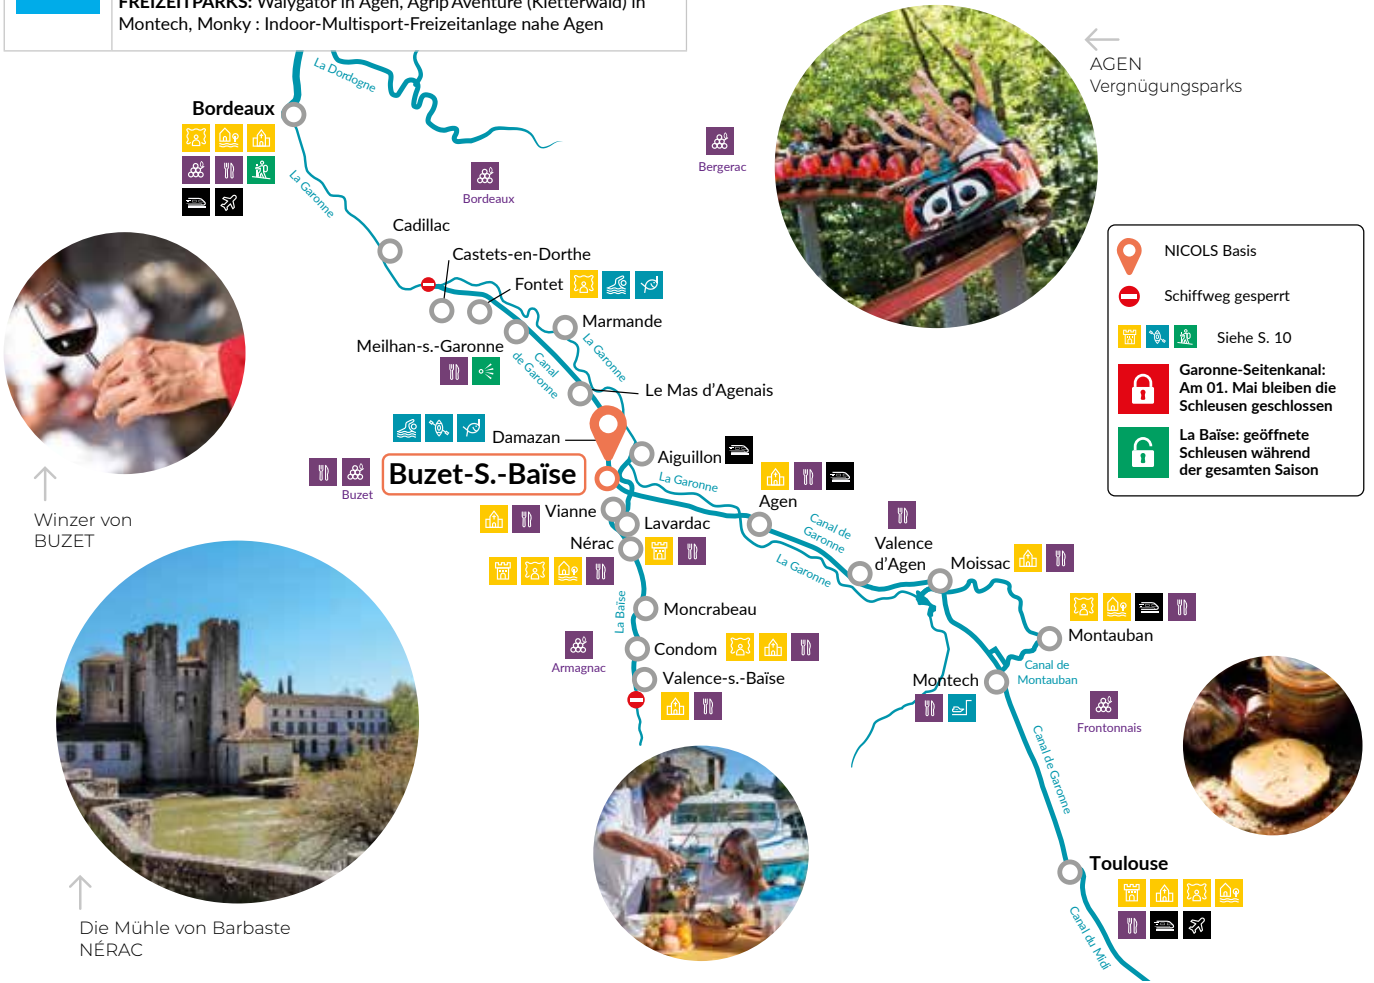 FREIZEITPARKS: Walygator in Agen, Agrip'Aventure (Kletterwald) in
Montech, Monky : Indoor-Multisport-Freizeitanlage nahe Agen
AGEN
Vergnügungsparks
La Dordogne
Bordeaux
La Garonne
Bergerac
Bordeaux
Cadillac
Castets-en-Dorthe
Fontet
Marmande
Meilhan-s.-Garonne
Canal
de Garonne
La Garonne
Le Mas d'Agenais
NICOLS Basis
Schiffweg gesperrt
Siehe S. 10
Garonne-Seitenkanal:
Am 01. Mai bleiben die
Schleusen geschlossen
La Baïse: geöffnete
Schleusen während
der gesamten Saison
Damazan
Buzet-S.-Baïse
Buzet
Aiguillon
La Garonne
Agen
Winzer von
BUZET
Vianne
Lavardac
Nérac
Canal de
Garonne
La Garonne
Valence
d'Agen
Moissac
La Baïse
Moncrabeau
Montauban
Armagnac
Condom
Valence-s.-Baïse
Canal de
Montauban
Montech
Frontonnais
Canal de Garonne
Toulouse
Canal du Midi
Die Mühle von Barbaste
NÉRAC